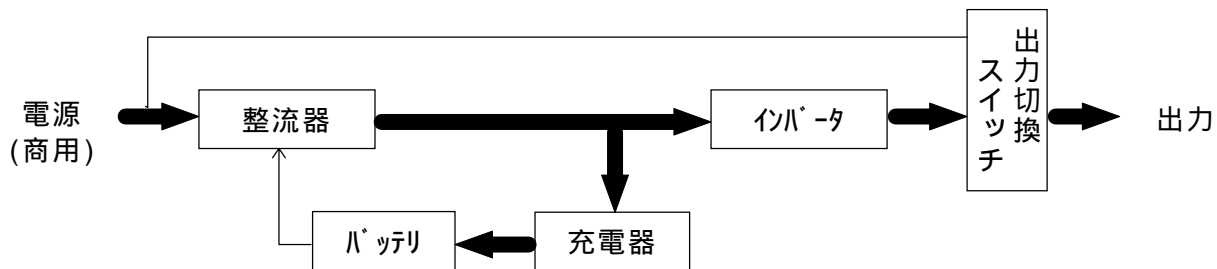 電源
(商用)
整流器
インバータ
出力切換
スイッチ
出力
バッテリ
充電器